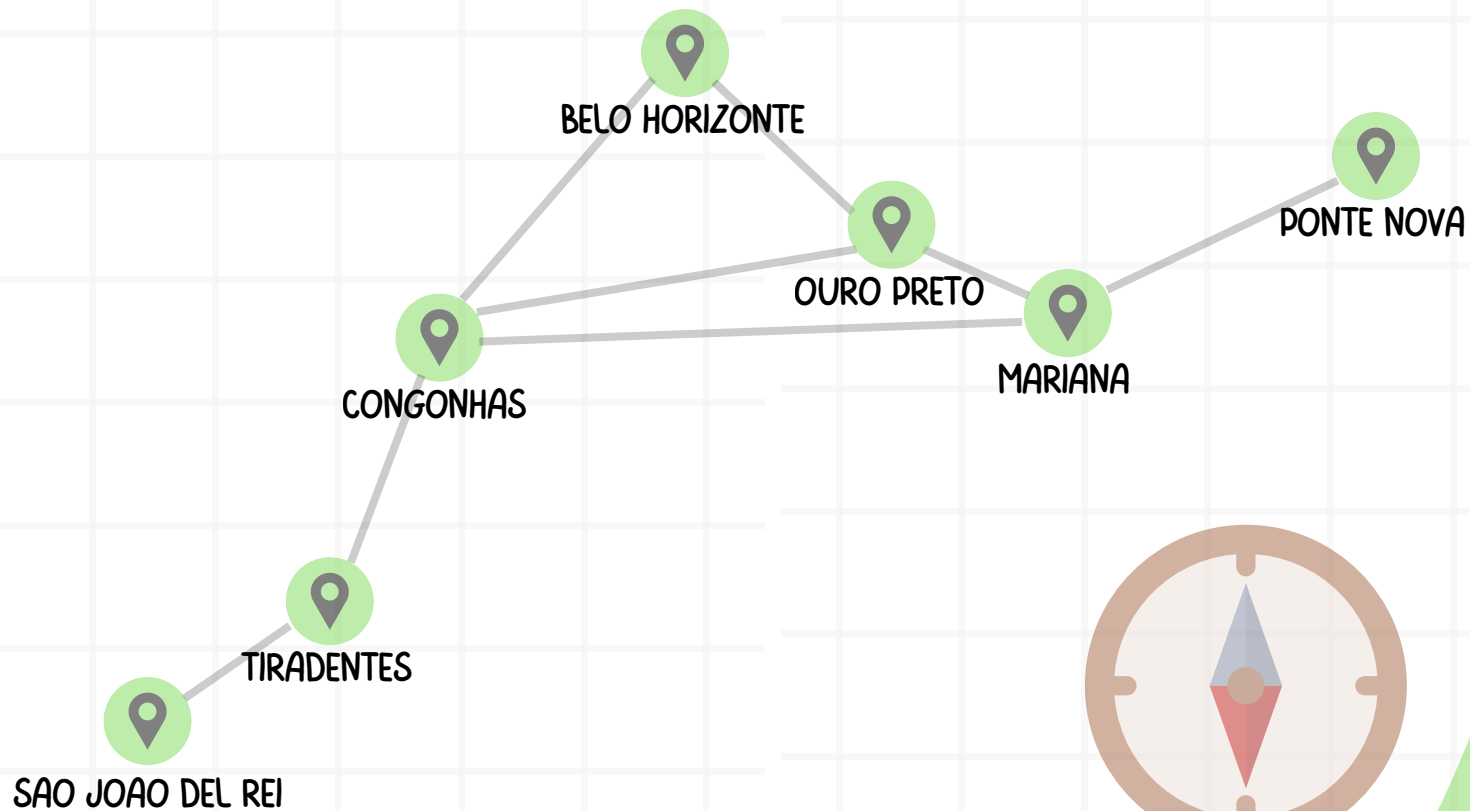 BELO HORIZONTE
PONTE NOVA
OURO PRETO
MARIANA
CONGONHAS
TIRADENTES
SAO JOAO DEL REI